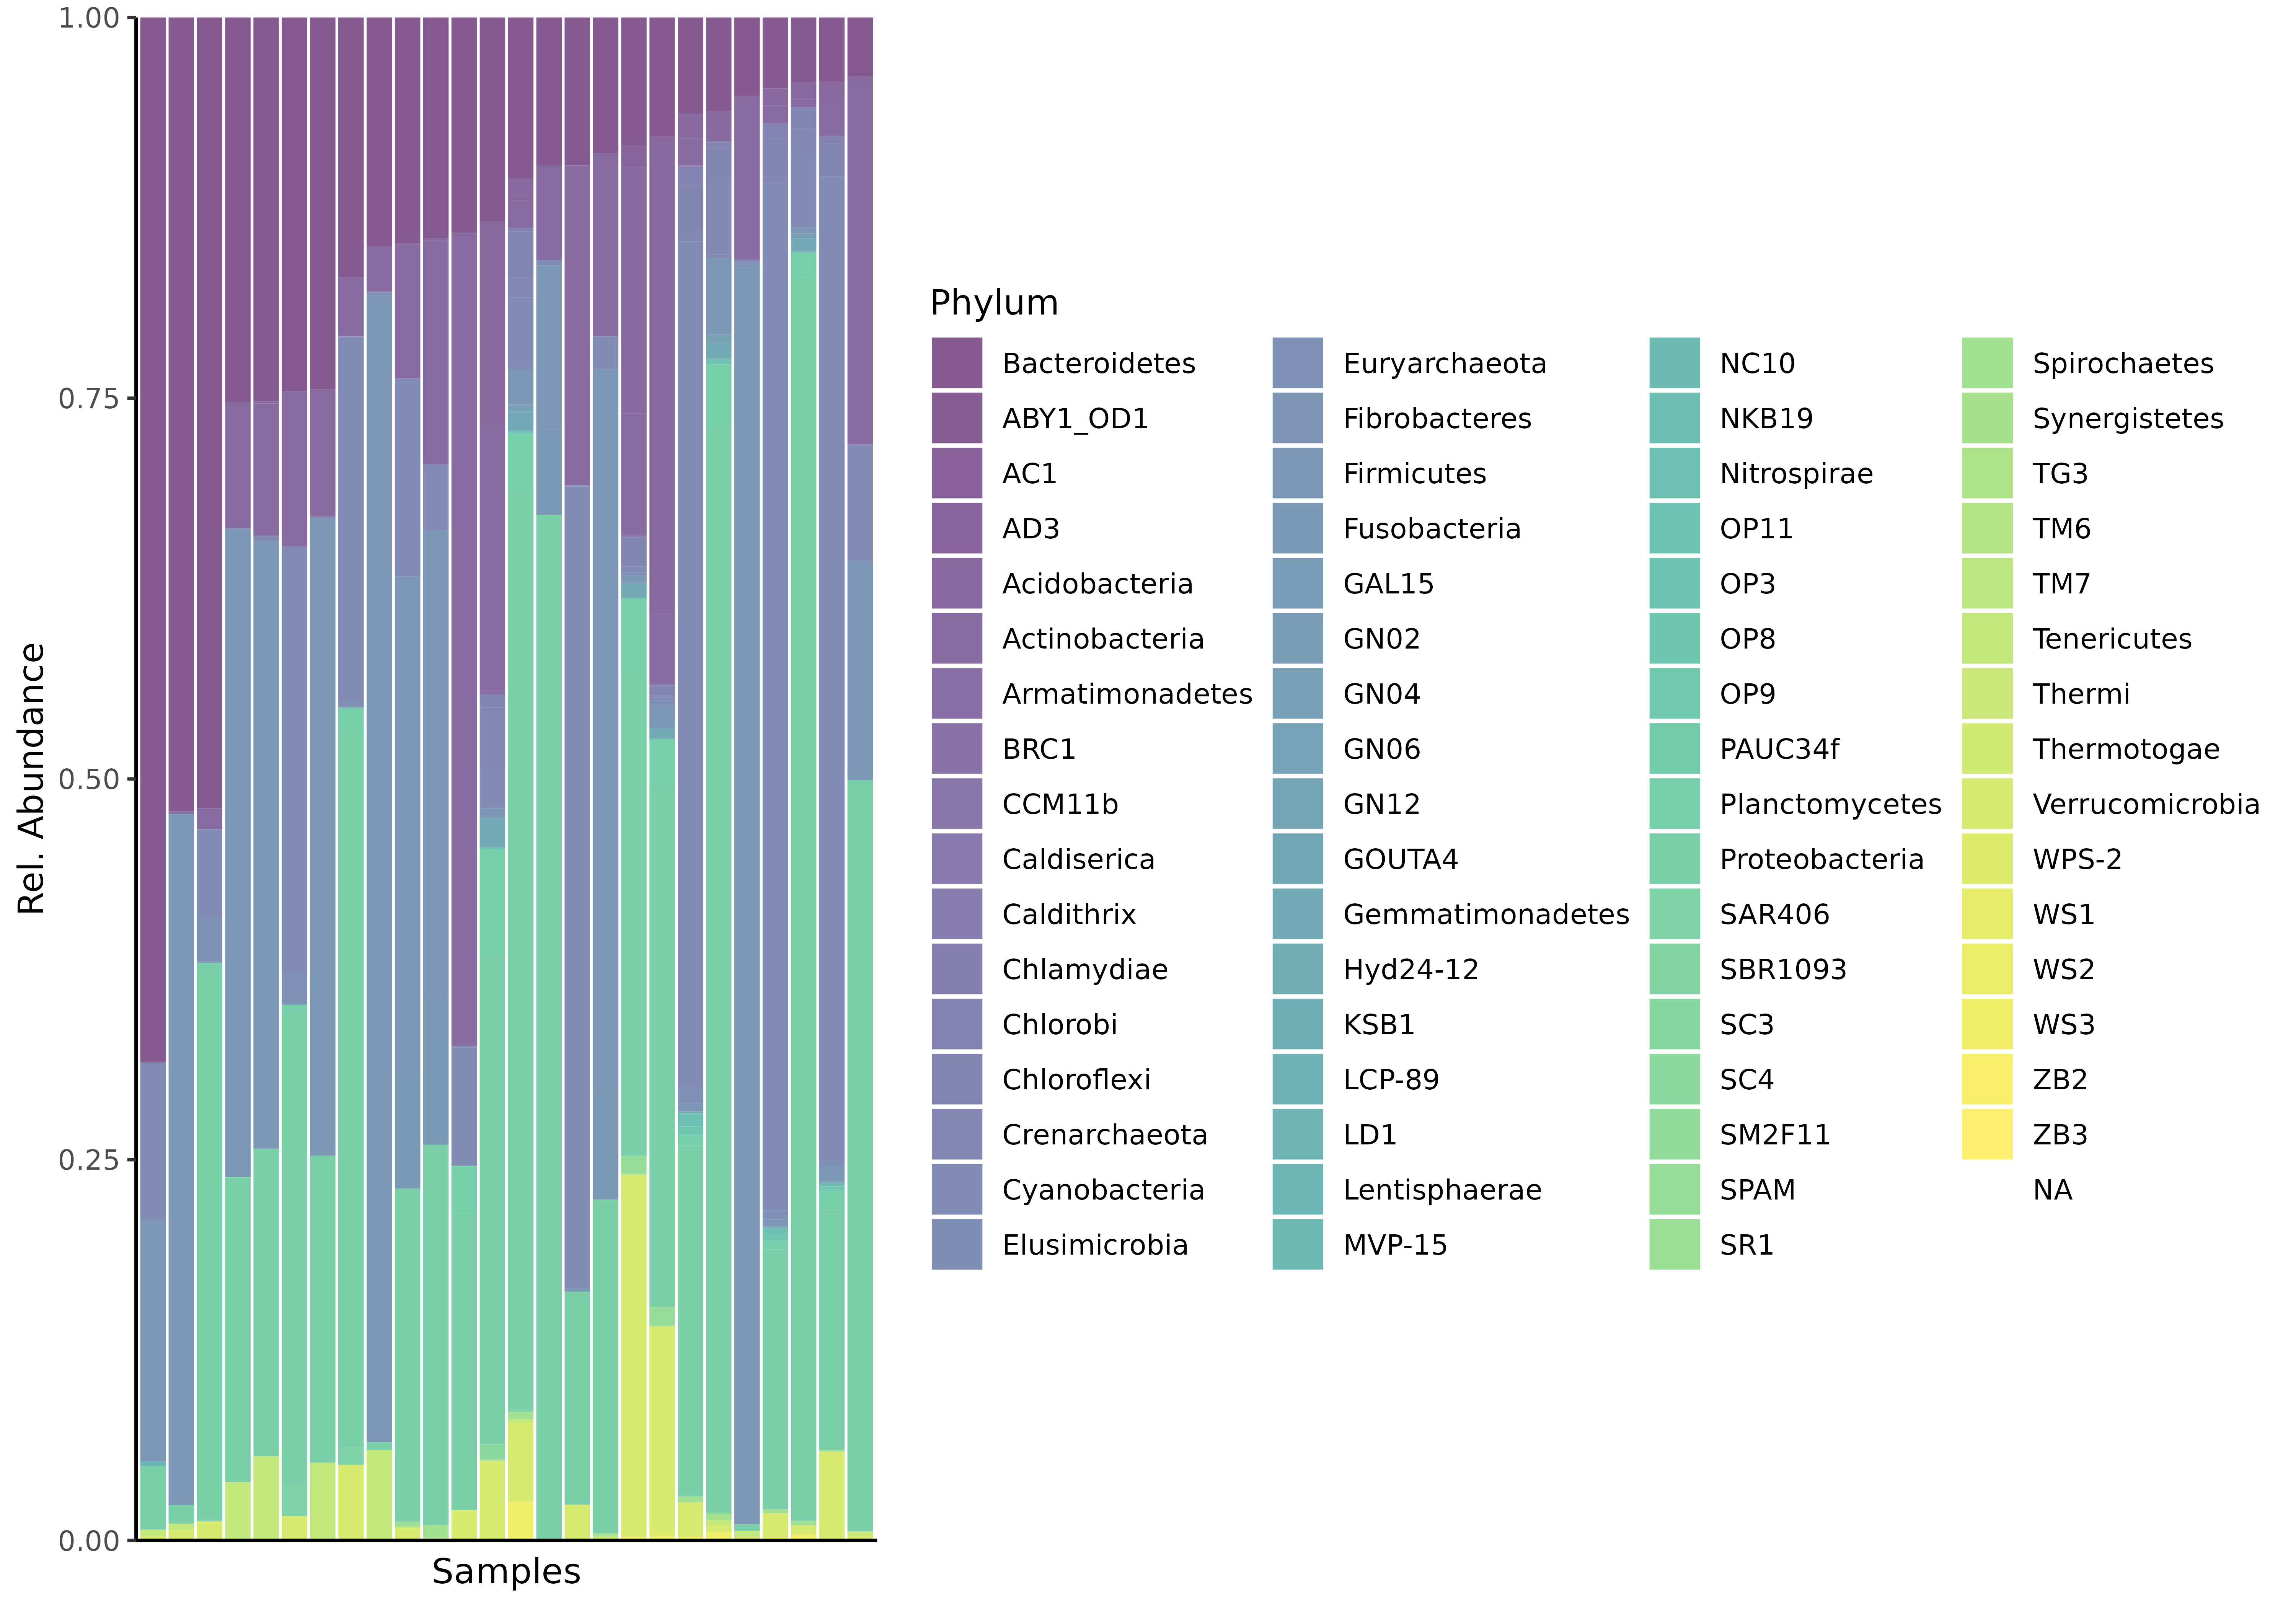 1.00
0.75
0.50
0.25
0.00
Rel. Abundance
Samples
Phylum
Bacteroidetes
ABY1_OD1
AC1
AD3
Acidobacteria
Actinobacteria
Armatimonadetes
BRC1
CCM11b
Caldiserica
Caldithrix
Chlamydiae
Chlorobi
Chloroflexi
Crenarchaeota
Cyanobacteria
Elusimicrobia
Euryarchaeota
Fibrobacteres
Firmicutes
Fusobacteria
GAL15
GN02
GN04
GN06
GN12
GOUTA4
Gemmatimonadetes
Hyd24-12
KSB1
LCP-89
LD1
Lentisphaerae
MVP-15
NC10
NKB19
Nitrospirae
OP11
OP3
OP8
OP9
PAUC34f
Planctomycetes
Proteobacteria
SAR406
SBR1093
SC3
SC4
SM2F11
SPAM
SR1
Spirochaetes
Synergistetes
TG3
TM6
TM7
Tenericutes
Thermi
Thermotogae
Verrucomicrobia
WPS-2
WS1
WS2
WS3
ZB2
ZB3
NA